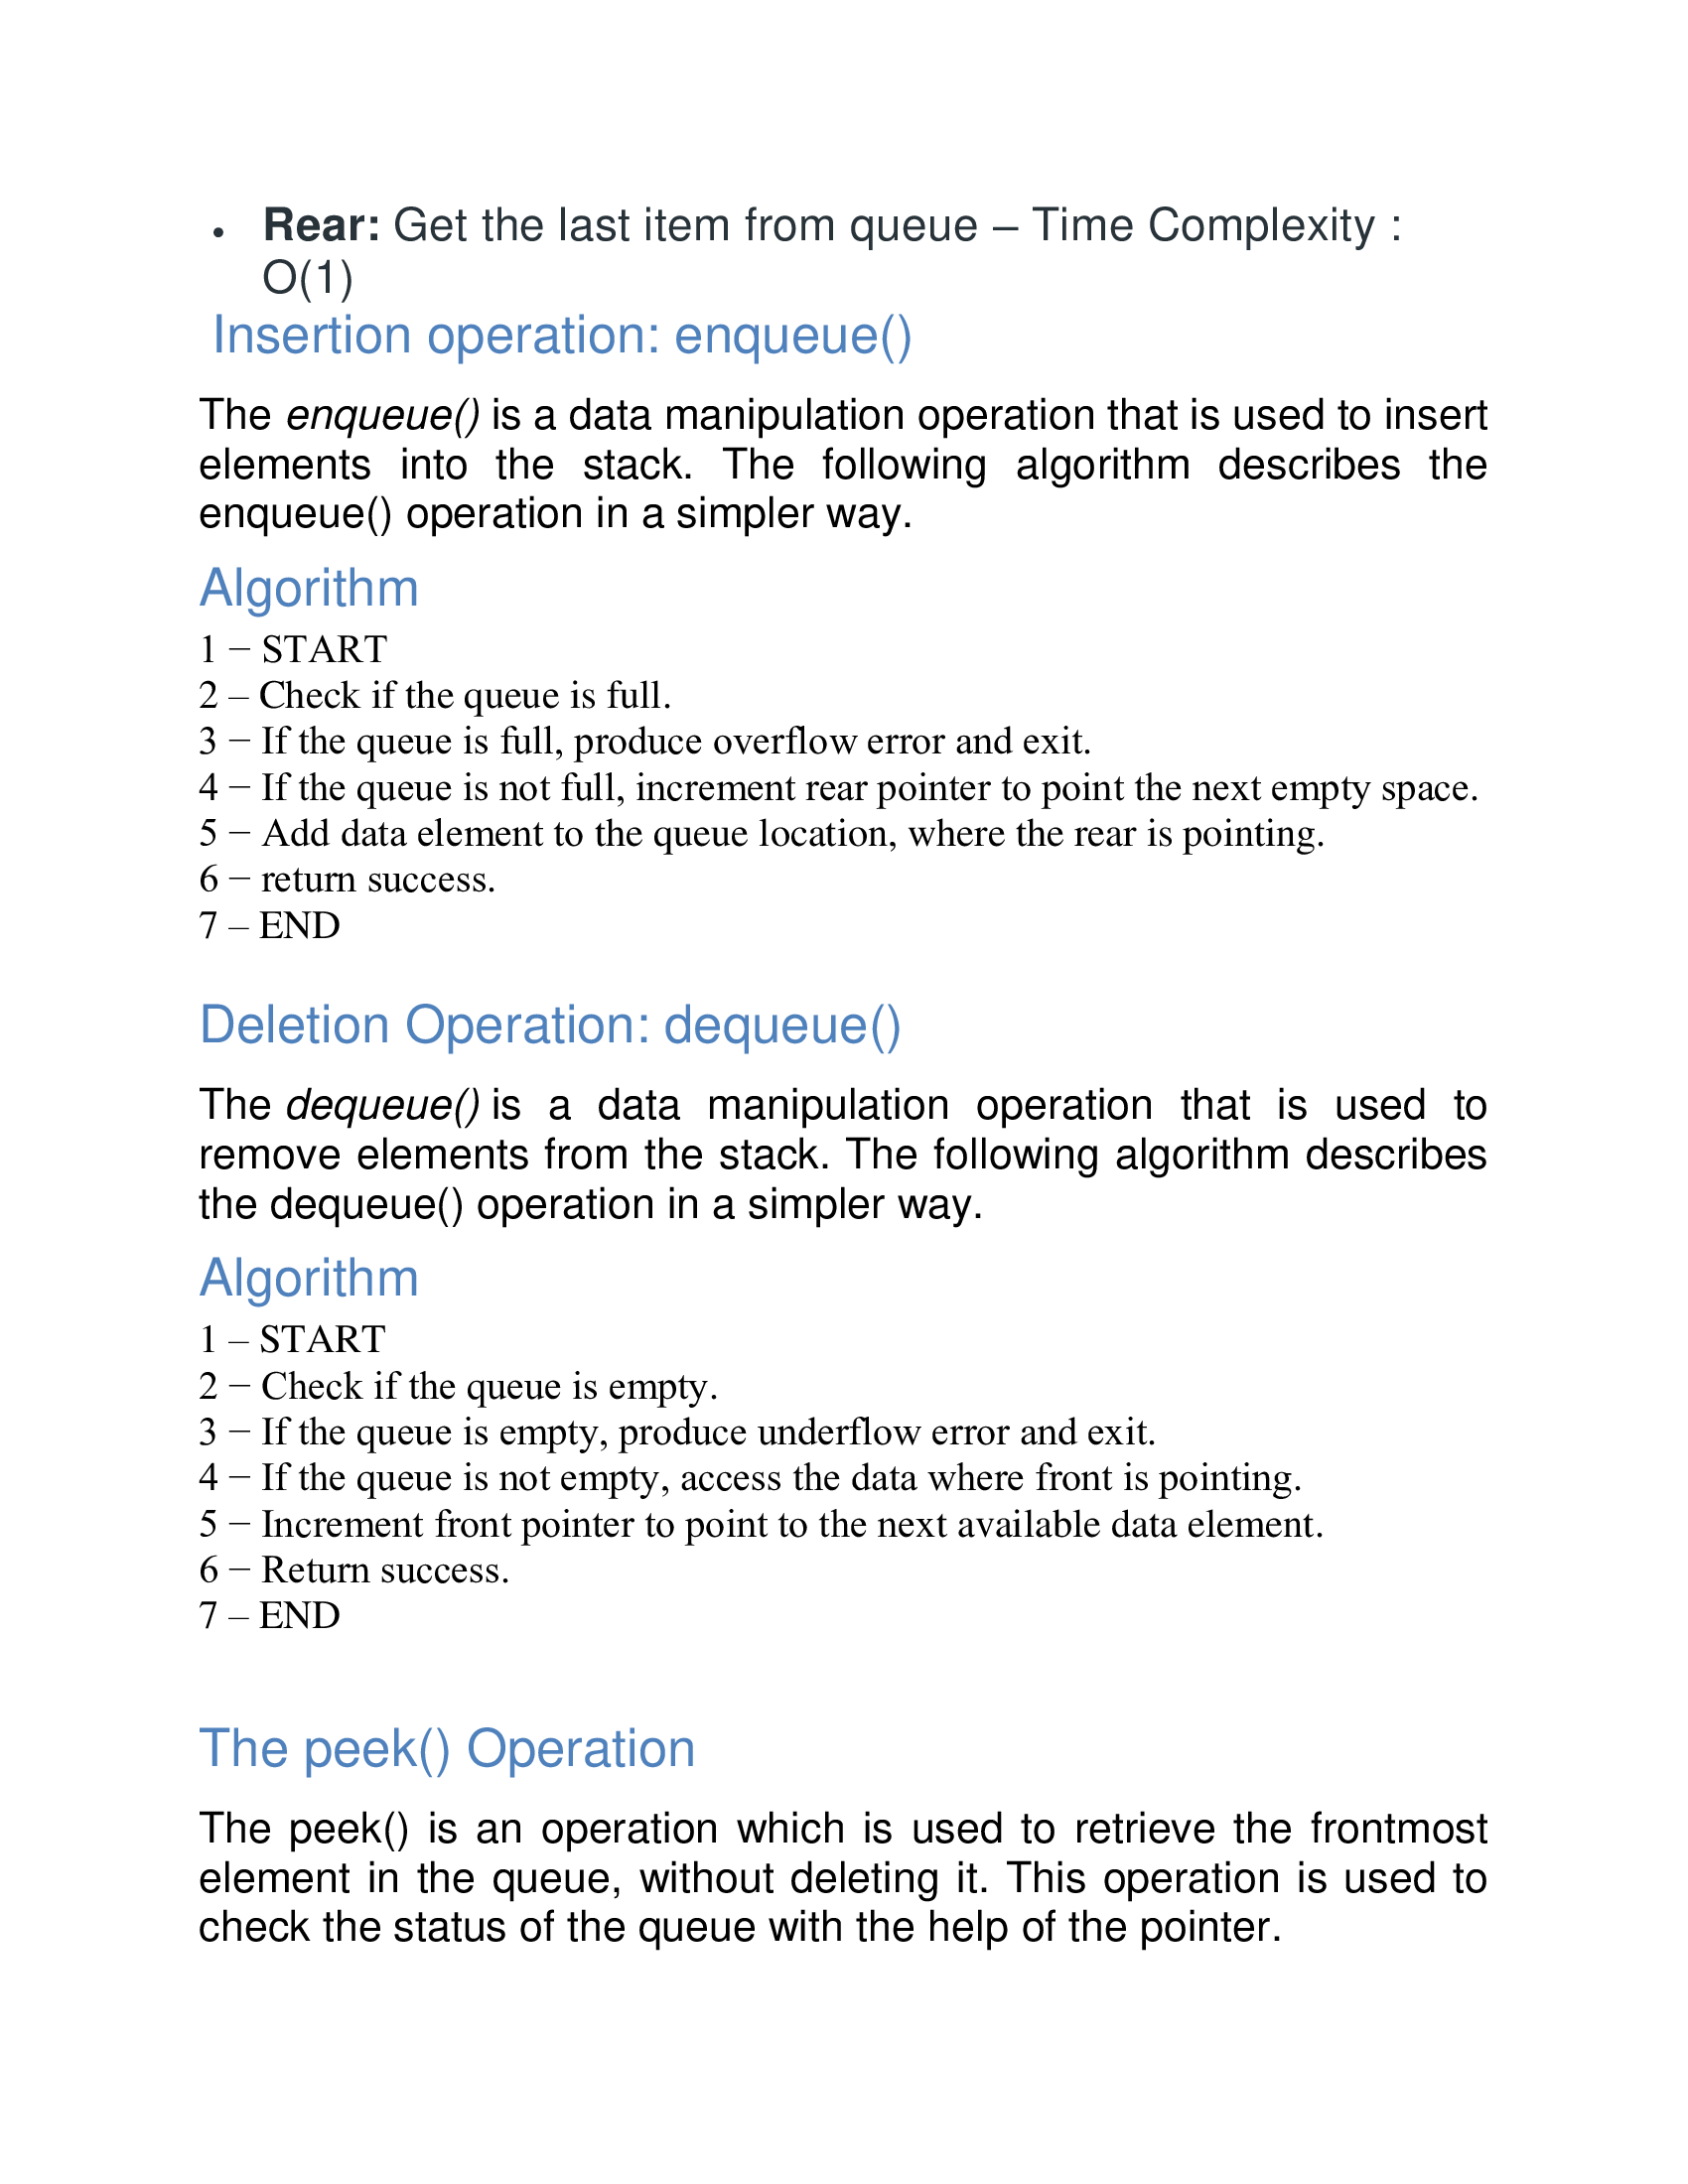 • Rear: Get the last item from queue – Time Complexity :
O(1)
Insertion operation: enqueue()
The enqueue() is a data manipulation operation that is used to insert
elements into the stack. The following algorithm describes the
enqueue() operation in a simpler way.
Algorithm
1 − START
2 – Check if the queue is full.
3 − If the queue is full, produce overflow error and exit.
4 − If the queue is not full, increment rear pointer to point the next empty space.
5 − Add data element to the queue location, where the rear is pointing.
6 − return success.
7 – END
Deletion Operation: dequeue()
The dequeue() is a data manipulation operation that is used to
remove elements from the stack. The following algorithm describes
the dequeue() operation in a simpler way.
Algorithm
1 – START
2 − Check if the queue is empty.
3 − If the queue is empty, produce underflow error and exit.
4 − If the queue is not empty, access the data where front is pointing.
5 − Increment front pointer to point to the next available data element.
6 − Return success.
7 – END
The peek() Operation
The peek() is an operation which is used to retrieve the frontmost
element in the queue, without deleting it. This operation is used to
check the status of the queue with the help of the pointer.